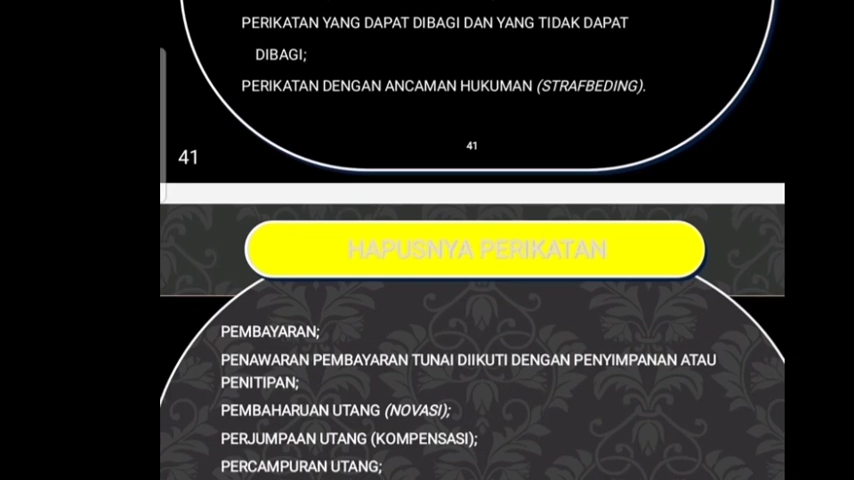 PERIKATAN YANG DAPAT DIBAGI DAN YANG TIDAK DAPAT
DIBAGI;
PERIKATAN DENGAN ANCAMAN HUKUMAN (STRAFBEDING).
41
41
HAPUSNYA PERIKATAN
PEMBAYARAN;
PENAWARAN PEMBAYARAN TUNAI DIIKUTI DENGAN PENYIMPANAN ATAU
PENITIPAN;
PEMBAHARUAN UTANG (NOVASI);
PERJUMPAAN UTANG (KOMPENSASI);
PERCAMPURAN UTANG;